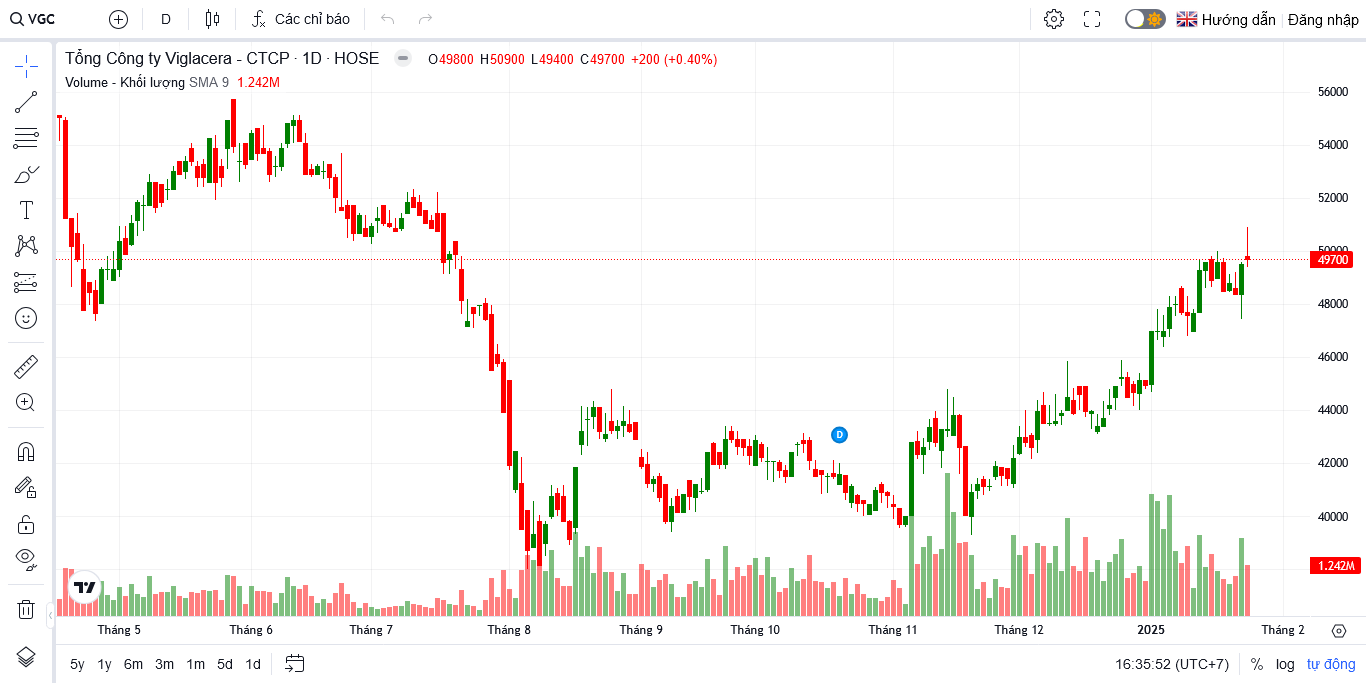 VGC D Các chỉ báo Hướng dẫn Đăng nhập
Tổng Công ty Viglacera - CTCP · 1D · HOSE O49800 H50900 L49400 C49700 +200 (+0.40%)
Volume - Khối lượng SMA 9 1.242M
56000
54000
52000
50000
49700
48000
46000
44000
42000
40000
1.242M
D
Tháng 5 Tháng 6 Tháng 7 Tháng 8 Tháng 9 Tháng 10 Tháng 11 Tháng 12 2025 Tháng 2
5y 1y 6m 3m 1m 5d 1d 16:35:52 (UTC+7) % log tự động